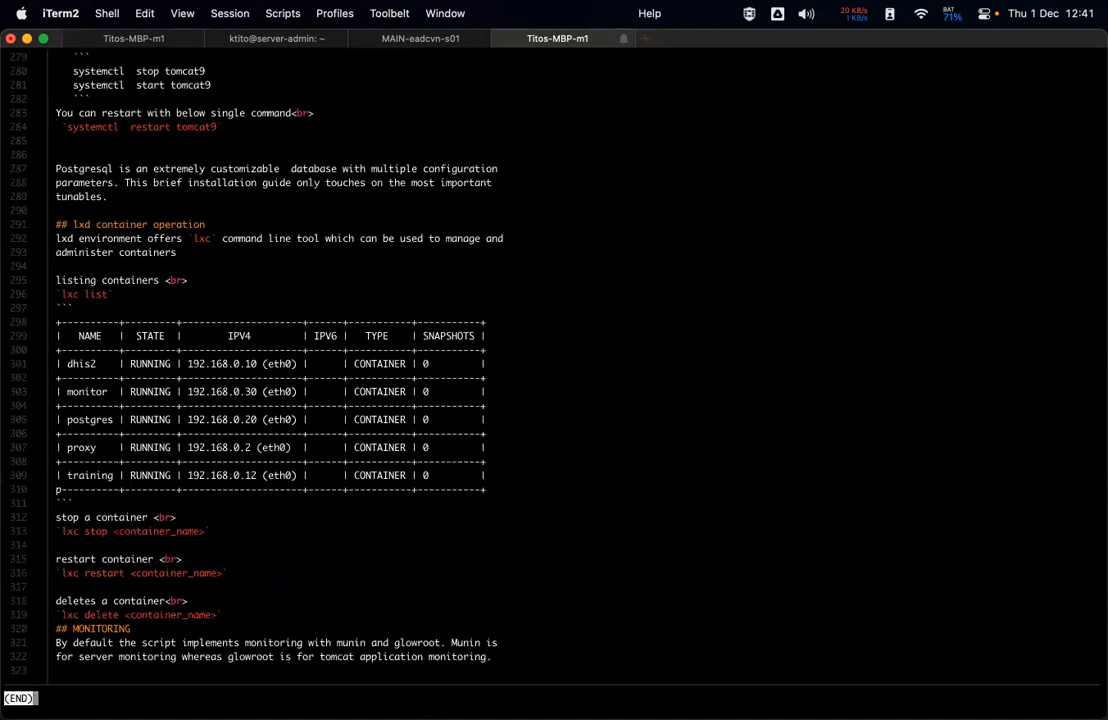 iTerm2 Shell Edit View Session Scripts Profiles Toolbelt Window Help 20 KB/s 1 KB/s BAT 71% Thu 1 Dec 12:41
Titos-MBP-m1 ktito@server-admin: ~ MAIN-eadcvn-s01 Titos-MBP-m1
279 ```
280 systemctl  stop tomcat9
281 systemctl  start tomcat9
282 ```
283 You can restart with below single command<br>
284 `systemctl  restart tomcat9`
285
286
287 Postgresql is an extremely customizable  database with multiple configuration
288 parameters. This brief installation guide only touches on the most important
289 tunables.
290
291 ## lxd container operation
292 lxd environment offers `lxc` command line tool which can be used to manage and
293 administer containers
294
295 listing containers <br>
296 `lxc list`
297 ```
298 +----------+---------+---------------------+------+-----------+-----------+
299 |   NAME   |  STATE  |        IPV4         | IPV6 |   TYPE    | SNAPSHOTS |
300 +----------+---------+---------------------+------+-----------+-----------+
301 | dhis2    | RUNNING | 192.168.0.10 (eth0) |      | CONTAINER | 0         |
302 +----------+---------+---------------------+------+-----------+-----------+
303 | monitor  | RUNNING | 192.168.0.30 (eth0) |      | CONTAINER | 0         |
304 +----------+---------+---------------------+------+-----------+-----------+
305 | postgres | RUNNING | 192.168.0.20 (eth0) |      | CONTAINER | 0         |
306 +----------+---------+---------------------+------+-----------+-----------+
307 | proxy    | RUNNING | 192.168.0.2 (eth0)  |      | CONTAINER | 0         |
308 +----------+---------+---------------------+------+-----------+-----------+
309 | training | RUNNING | 192.168.0.12 (eth0) |      | CONTAINER | 0         |
310 p----------+---------+---------------------+------+-----------+-----------+
311 ```
312 stop a container <br>
313 `lxc stop <container_name>`
314
315 restart container <br>
316 `lxc restart <container_name>`
317
318 deletes a container<br>
319 `lxc delete <container_name>`
320 ## MONITORING
321 By default the script implements monitoring with munin and glowroot. Munin is
322 for server monitoring whereas glowroot is for tomcat application monitoring.
323
(END)